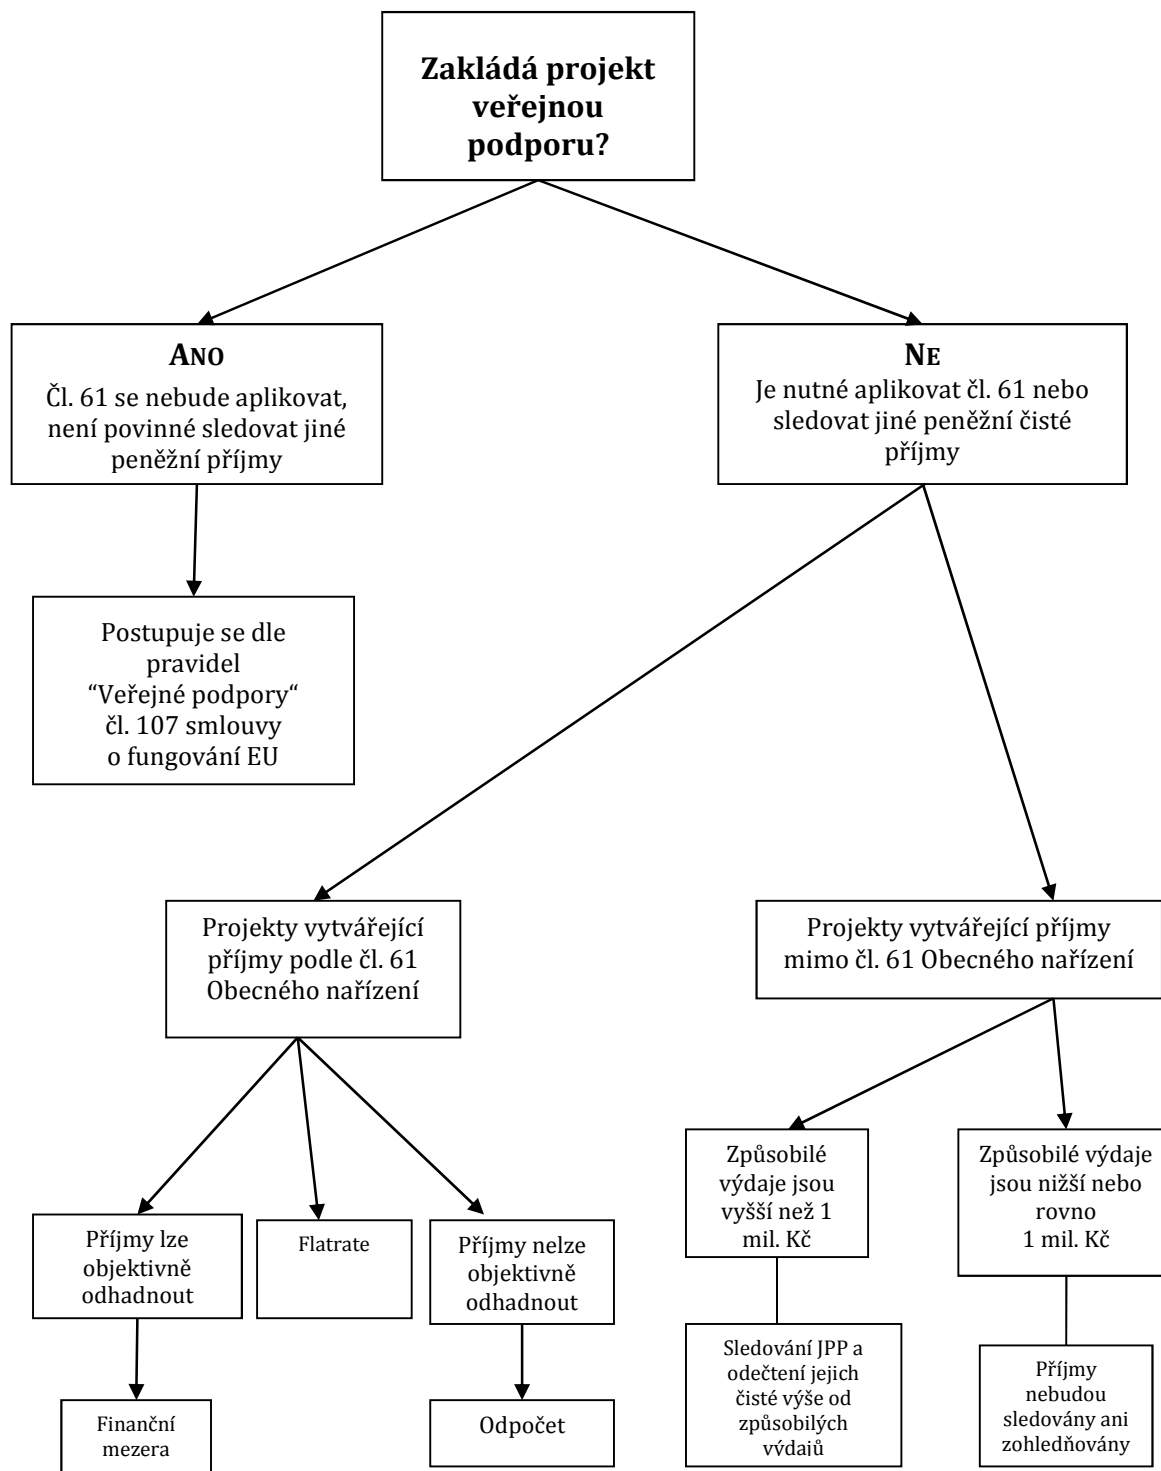 Zakládá projekt
veřejnou
podporu?
ANO
Čl. 61 se nebude aplikovat,
není povinné sledovat jiné
peněžní příjmy
NE
Je nutné aplikovat čl. 61 nebo
sledovat jiné peněžní čisté
příjmy
Postupuje se dle
pravidel
“Veřejné podpory“
čl. 107 smlouvy
o fungování EU
Projekty vytvářející
příjmy podle čl. 61
Obecného nařízení
Projekty vytvářející příjmy
mimo čl. 61 Obecného nařízení
Příjmy lze
objektivně
odhadnout
Flatrate
Příjmy nelze
objektivně
odhadnout
Způsobilé
výdaje jsou
vyšší než 1
mil. Kč
Způsobilé výdaje
jsou nižší nebo
rovno
1 mil. Kč
Finanční
mezera
Odpočet
Sledování JPP a
odečtení jejich
čisté výše od
způsobilých
výdajů
Příjmy
nebudou
sledovány ani
zohledňovány